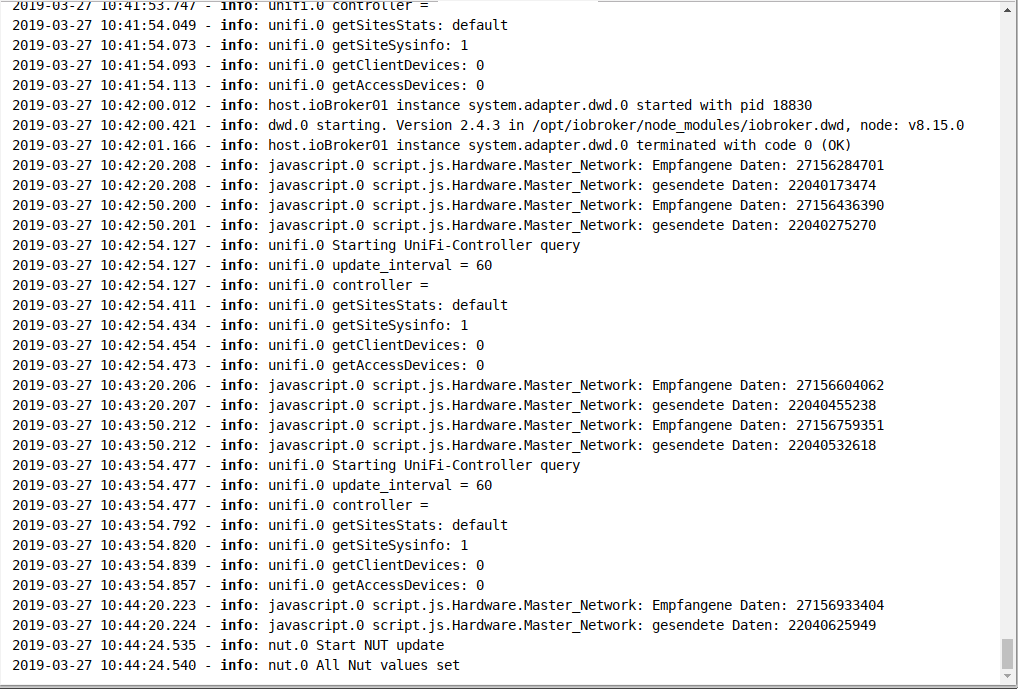 2019-03-27 10:41:53.747 - info: unifi.0 controller =
2019-03-27 10:41:54.049 - info: unifi.0 getSitesStats: default
2019-03-27 10:41:54.073 - info: unifi.0 getSiteSysinfo: 1
2019-03-27 10:41:54.093 - info: unifi.0 getClientDevices: 0
2019-03-27 10:41:54.113 - info: unifi.0 getAccessDevices: 0
2019-03-27 10:42:00.012 - info: host.ioBroker01 instance system.adapter.dwd.0 started with pid 18830
2019-03-27 10:42:00.421 - info: dwd.0 starting. Version 2.4.3 in /opt/iobroker/node_modules/iobroker.dwd, node: v8.15.0
2019-03-27 10:42:01.166 - info: host.ioBroker01 instance system.adapter.dwd.0 terminated with code 0 (OK)
2019-03-27 10:42:20.208 - info: javascript.0 script.js.Hardware.Master_Network: Empfangene Daten: 27156284701
2019-03-27 10:42:20.208 - info: javascript.0 script.js.Hardware.Master_Network: gesendete Daten: 22040173474
2019-03-27 10:42:50.200 - info: javascript.0 script.js.Hardware.Master_Network: Empfangene Daten: 27156436390
2019-03-27 10:42:50.201 - info: javascript.0 script.js.Hardware.Master_Network: gesendete Daten: 22040275270
2019-03-27 10:42:54.127 - info: unifi.0 Starting UniFi-Controller query
2019-03-27 10:42:54.127 - info: unifi.0 update_interval = 60
2019-03-27 10:42:54.127 - info: unifi.0 controller =
2019-03-27 10:42:54.411 - info: unifi.0 getSitesStats: default
2019-03-27 10:42:54.434 - info: unifi.0 getSiteSysinfo: 1
2019-03-27 10:42:54.454 - info: unifi.0 getClientDevices: 0
2019-03-27 10:42:54.473 - info: unifi.0 getAccessDevices: 0
2019-03-27 10:43:20.206 - info: javascript.0 script.js.Hardware.Master_Network: Empfangene Daten: 27156604062
2019-03-27 10:43:20.207 - info: javascript.0 script.js.Hardware.Master_Network: gesendete Daten: 22040455238
2019-03-27 10:43:50.212 - info: javascript.0 script.js.Hardware.Master_Network: Empfangene Daten: 27156759351
2019-03-27 10:43:50.212 - info: javascript.0 script.js.Hardware.Master_Network: gesendete Daten: 22040532618
2019-03-27 10:43:54.477 - info: unifi.0 Starting UniFi-Controller query
2019-03-27 10:43:54.477 - info: unifi.0 update_interval = 60
2019-03-27 10:43:54.477 - info: unifi.0 controller =
2019-03-27 10:43:54.792 - info: unifi.0 getSitesStats: default
2019-03-27 10:43:54.820 - info: unifi.0 getSiteSysinfo: 1
2019-03-27 10:43:54.839 - info: unifi.0 getClientDevices: 0
2019-03-27 10:43:54.857 - info: unifi.0 getAccessDevices: 0
2019-03-27 10:44:20.223 - info: javascript.0 script.js.Hardware.Master_Network: Empfangene Daten: 27156933404
2019-03-27 10:44:20.224 - info: javascript.0 script.js.Hardware.Master_Network: gesendete Daten: 22040625949
2019-03-27 10:44:24.535 - info: nut.0 Start NUT update
2019-03-27 10:44:24.540 - info: nut.0 All Nut values set